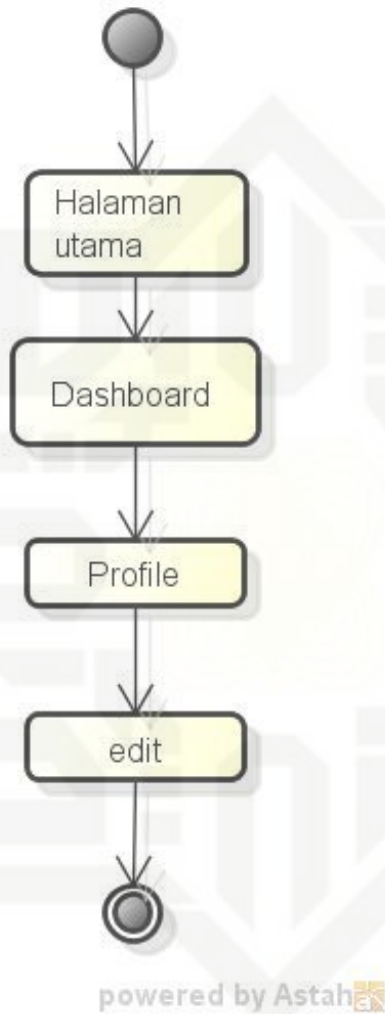 Halaman
utama
Dashboard
Profile
edit
powered by Astah